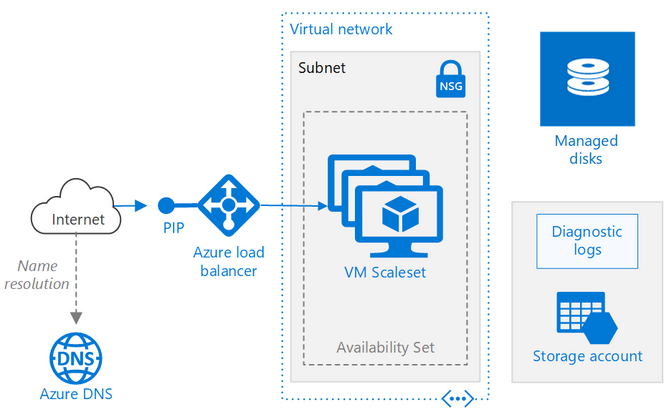 Virtual network
Subnet
NSG
Managed
disks
Internet
PIP
Azure load
balancer
VM Scaleset
Diagnostic
logs
Name
resolution
Availability Set
Storage account
DNS
Azure DNS